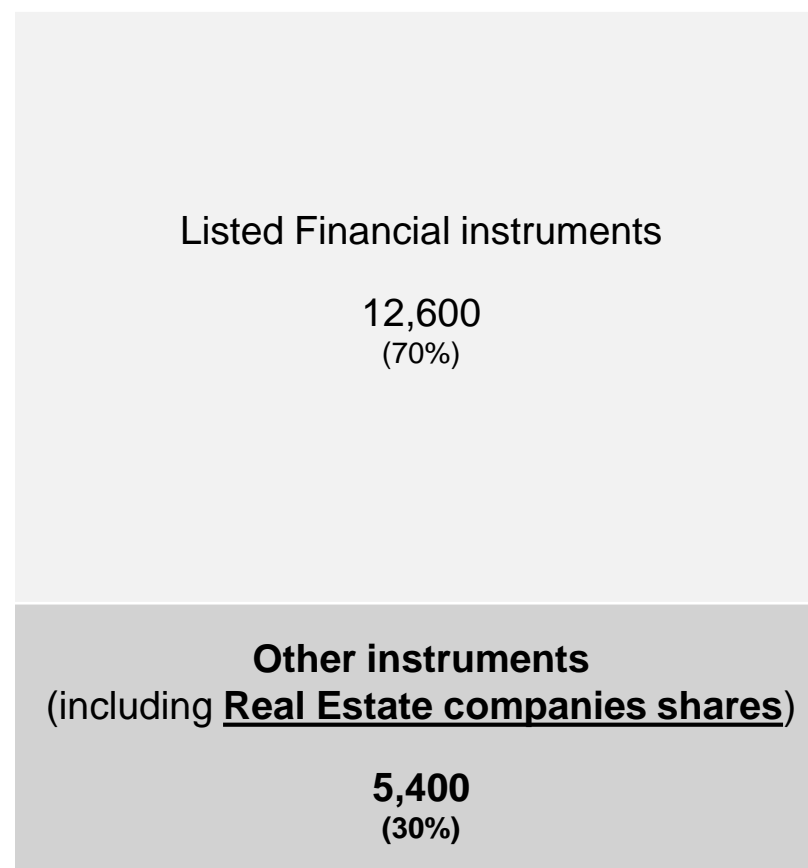 Listed Financial instruments
12,600
(70%)
Other instruments
(including Real Estate companies shares)
5,400
(30%)